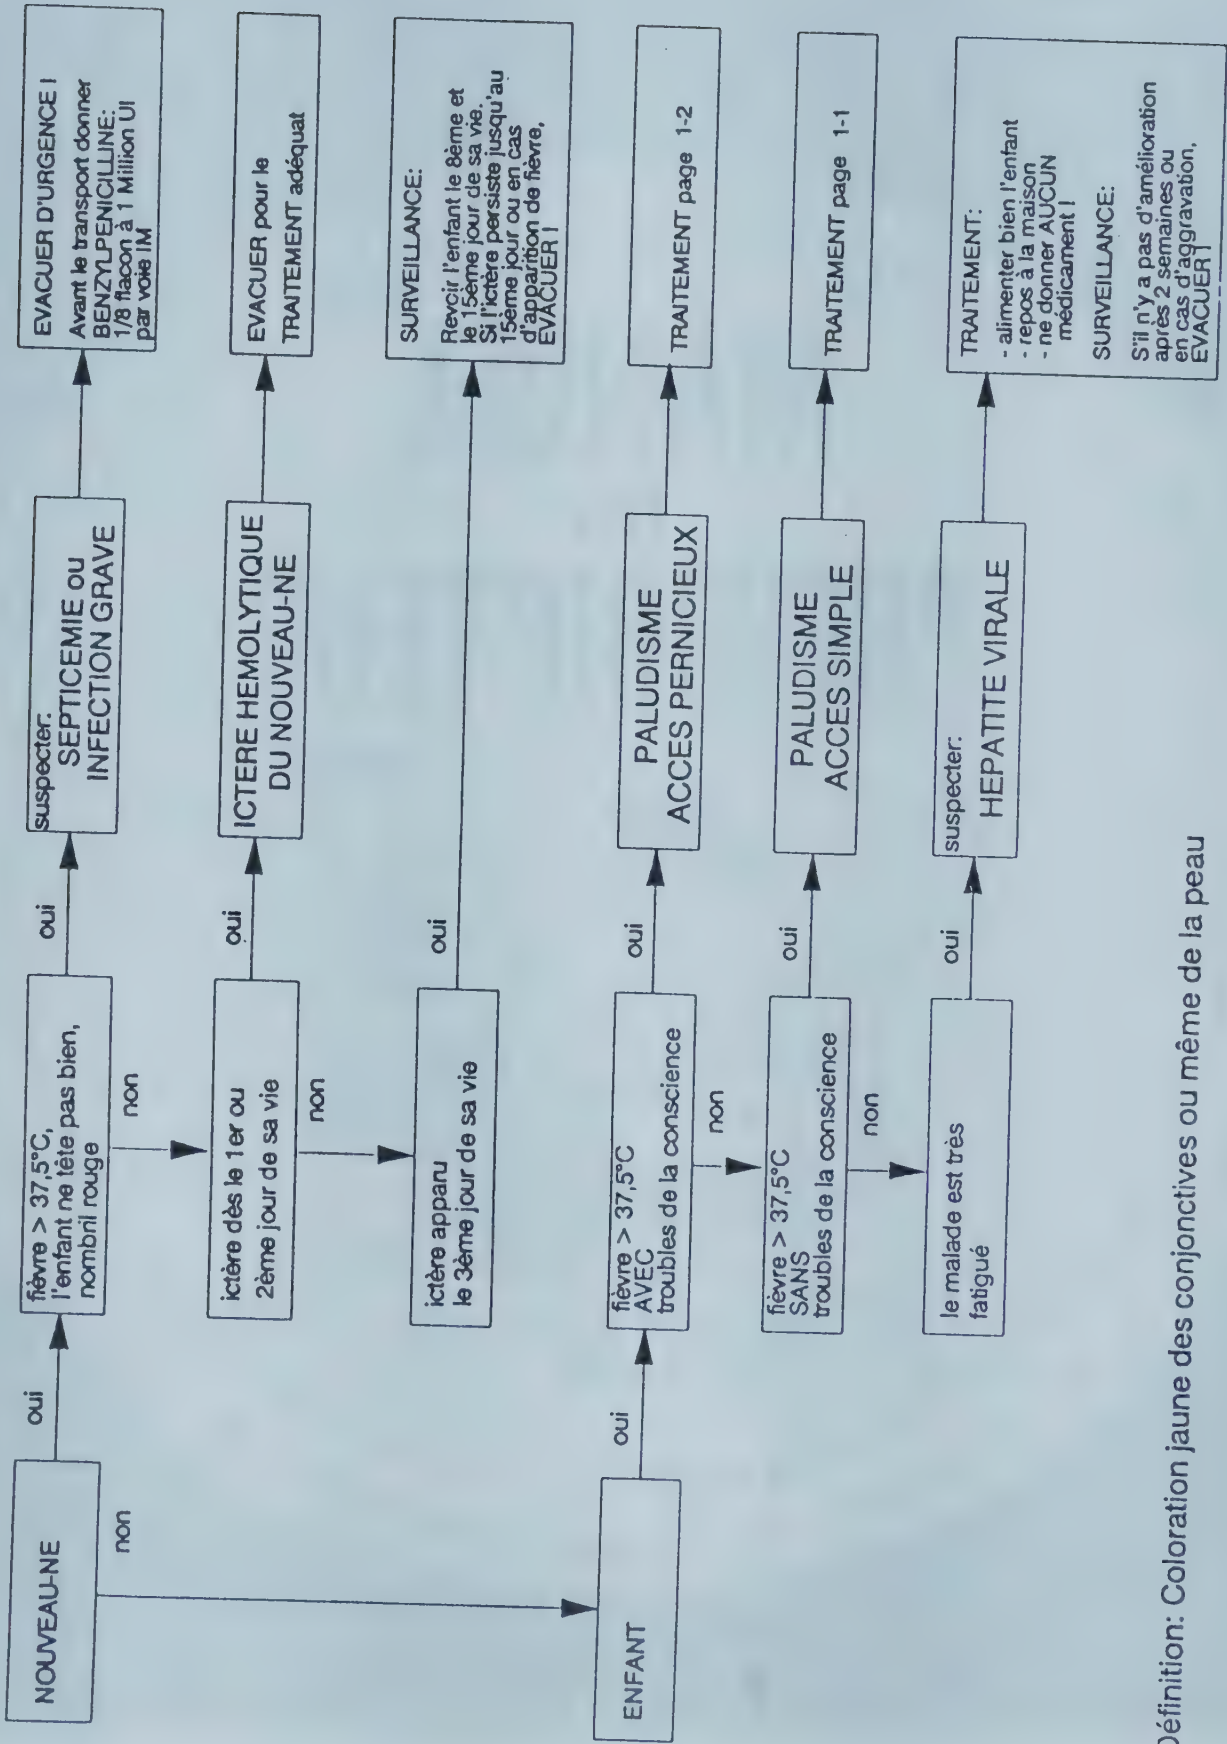 NOUVEAU-NE
oui
non
fièvre > 37,5°C,
l'enfant ne tète pas bien,
nombril rouge
oui
non
suspecter:
SEPTICEMIE ou
INFECTION GRAVE
EVACUER D'URGENCE !
Avant le transport donner
BENZYLPENICILLINE:
1/8 flacon à 1 Million UI
par voie IM
ictère dès le 1er ou
2ème jour de sa vie
oui
non
ICTERE HEMOLYTIQUE
DU NOUVEAU-NE
EVACUER pour le
TRAITEMENT adéquat
ictère apparu
le 3ème jour de sa vie
oui
SURVEILLANCE:
Revoir l'enfant le 8ème et
le 15ème jour de sa vie.
Si l'ictère persiste jusqu'au
15ème jour ou en cas
d'apparition de fièvre,
EVACUER !
ENFANT
oui
fièvre > 37,5°C
AVEC
troubles de la conscience
oui
non
PALUDISME
ACCES PERNICIEUX
TRAITEMENT page 1-2
fièvre > 37,5°C
SANS
troubles de la conscience
oui
non
PALUDISME
ACCES SIMPLE
TRAITEMENT page 1-1
le malade est très
fatigué
oui
suspecter:
HEPATITE VIRALE
TRAITEMENT:
- alimenter bien l'enfant
- repos à la maison
- ne donner AUCUN
médicament !
SURVEILLANCE:
S'il n'y a pas d'amélioration
après 2 semaines ou
en cas d'aggravation,
EVACUER !
Définition: Coloration jaune des conjonctives ou même de la peau